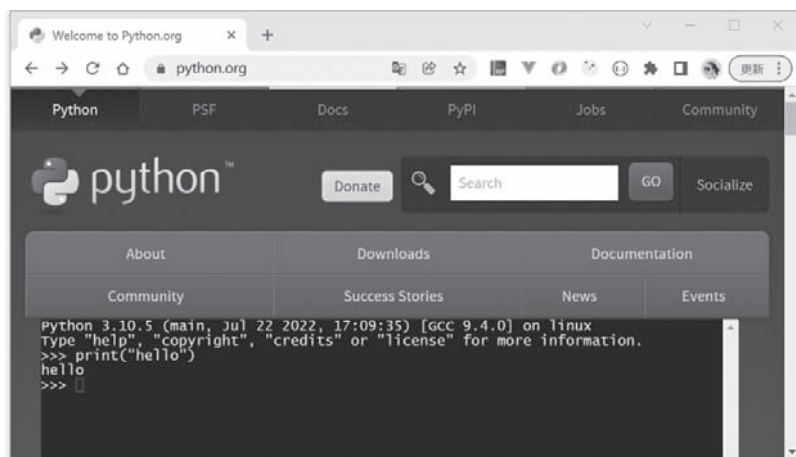 Welcome to Python.org
python.org 更新
Python PSF Docs PyPI Jobs Community
python™ Donate Search GO Socialize
About Downloads Documentation
Community Success Stories News Events
Python 3.10.5 (main, Jul 22 2022, 17:09:35) [GCC 9.4.0] on linux
Type "help", "copyright", "credits" or "license" for more information.
>>> print("hello")
hello
>>>